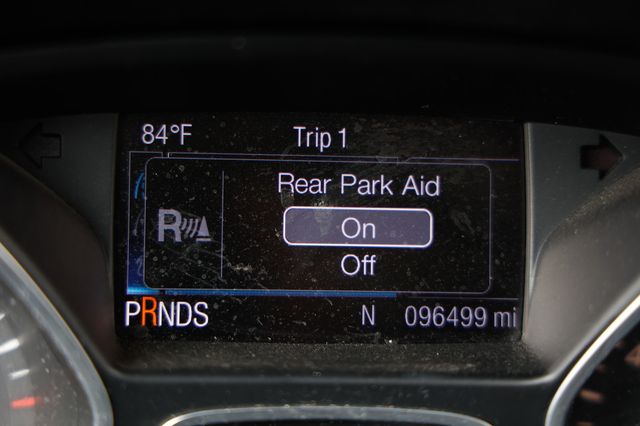 84°F Trip 1
Rear Park Aid
R
On
Off
PRNDS N 096499 mi